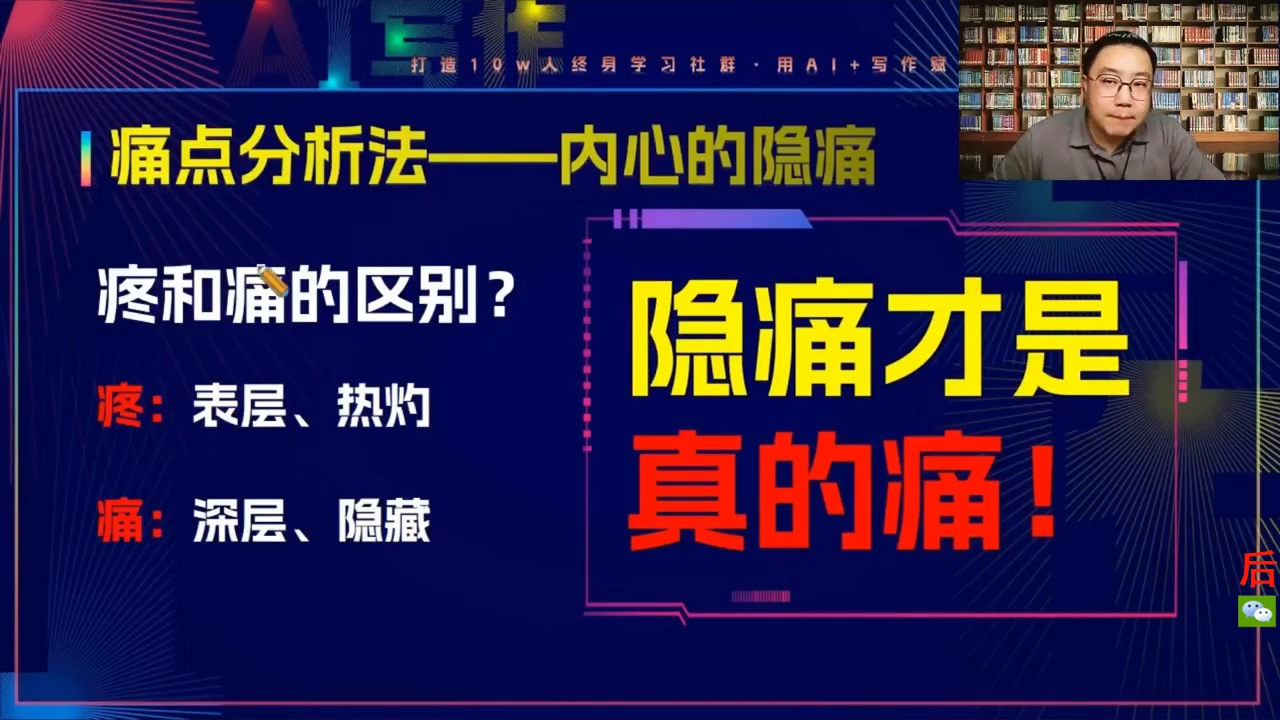 AI写作
打造10w人终身学习社群·用AI+写作赋
痛点分析法——内心的隐痛
疼和痛的区别？
疼：表层、热灼
痛：深层、隐藏
隐痛才是
真的痛！
后